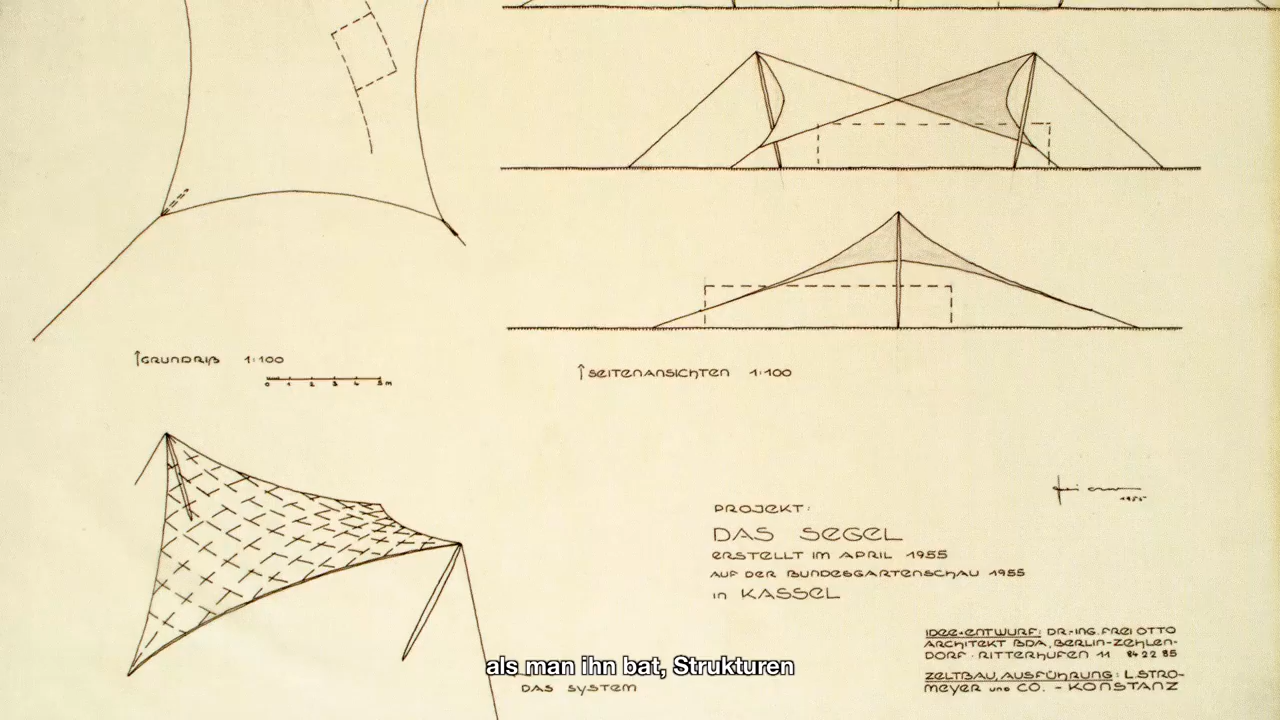 ↑GRUNDRIß 1:100
0 1 2 3 4 5 m
↑SEITENANSICHTEN 1:100
1955
PROJEKT:
DAS SEGEL
ERSTELLT IM APRIL 1955
AUF DER BUNDESGARTENSCHAU 1955
in KASSEL
IDEE+ENTWURF: DR.-ING. FREI OTTO
ARCHITEKT BDA, BERLIN-ZEHLEN-
DORF · RITTERHUFEN 11 84 22 85
ZELTBAU, AUSFÜHRUNG: L. STRO-
MEYER und CO. - KONSTANZ
als man ihn bat, Strukturen
DAS SYSTEM